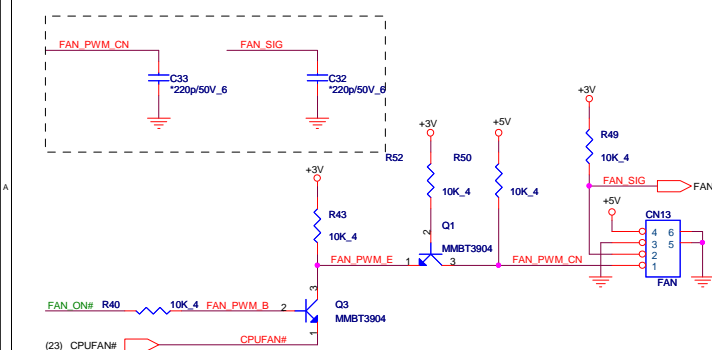 FAN_PWM_CN
FAN_SIG
C33
*220p/50V_6
C32
*220p/50V_6
+3V
+3V
+5V
R52
R50
R49
10K_4
10K_4
10K_4
FAN_SIG
FAN
A
+3V
R43
10K_4
Q1
MMBT3904
2
1
3
FAN_PWM_E
FAN_PWM_CN
+5V
CN13
4 6
3 5
2
1
FAN
FAN_ON#
R40
10K_4
FAN_PWM_B
2
3
1
Q3
MMBT3904
(23) CPUFAN#
CPUFAN#